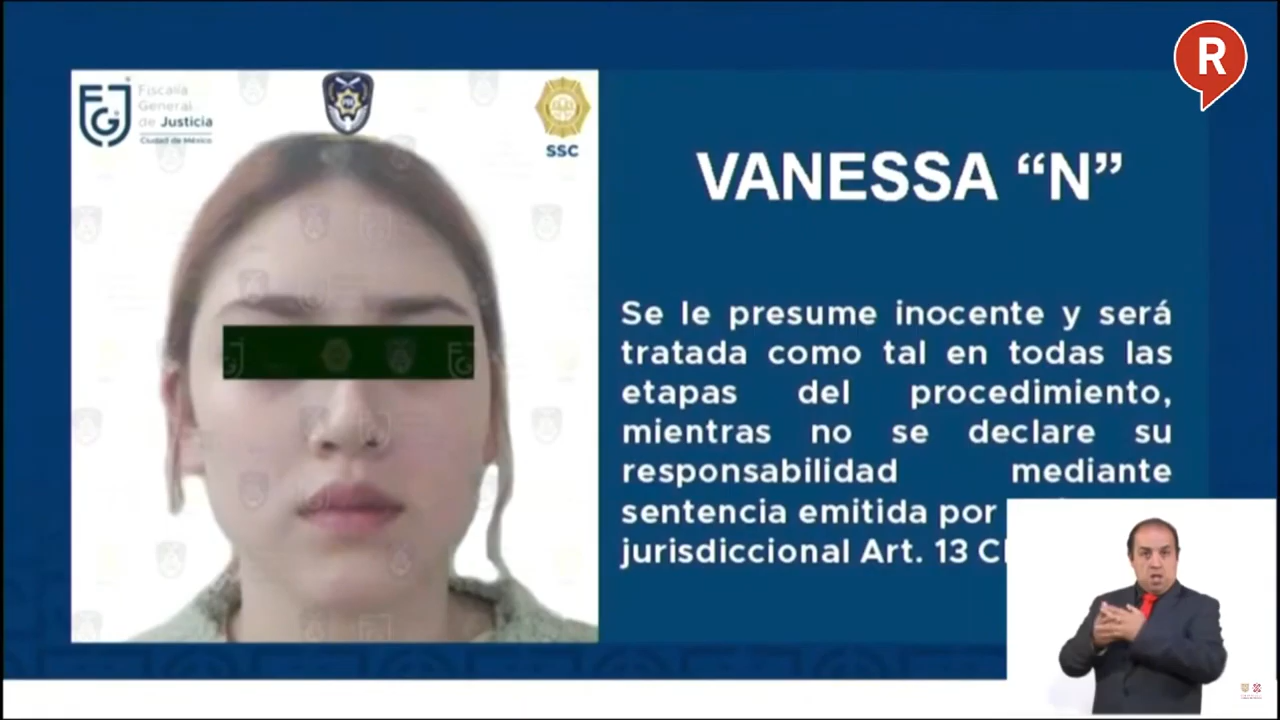 R
Fiscalía
General
de Justicia
Ciudad de México
SSC
VANESSA “N”
Se le presume inocente y será
tratada como tal en todas las
etapas del procedimiento,
mientras no se declare su
responsabilidad mediante
sentencia emitida por
jurisdiccional Art. 13